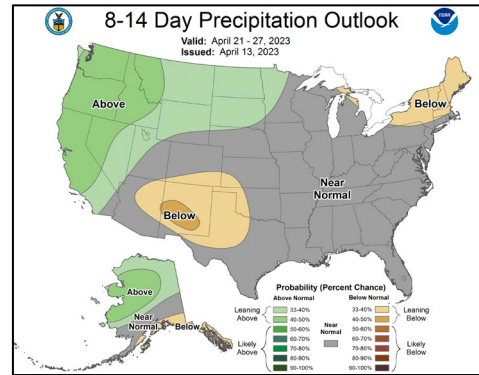 8-14 Day Precipitation Outlook
Valid: April 21 - 27, 2023
Issued: April 13, 2023
Above
Below
Near
Normal
Below
Above
Near
Normal
Below
Probability (Percent Chance)
Above Normal
Below Normal
Leaning
Above
33-40%
40-50%
50-60%
60-70%
70-80%
80-90%
90-100%
Likely
Above
Near
Normal
33-40%
40-50%
50-60%
60-70%
70-80%
80-90%
90-100%
Leaning
Below
Likely
Below